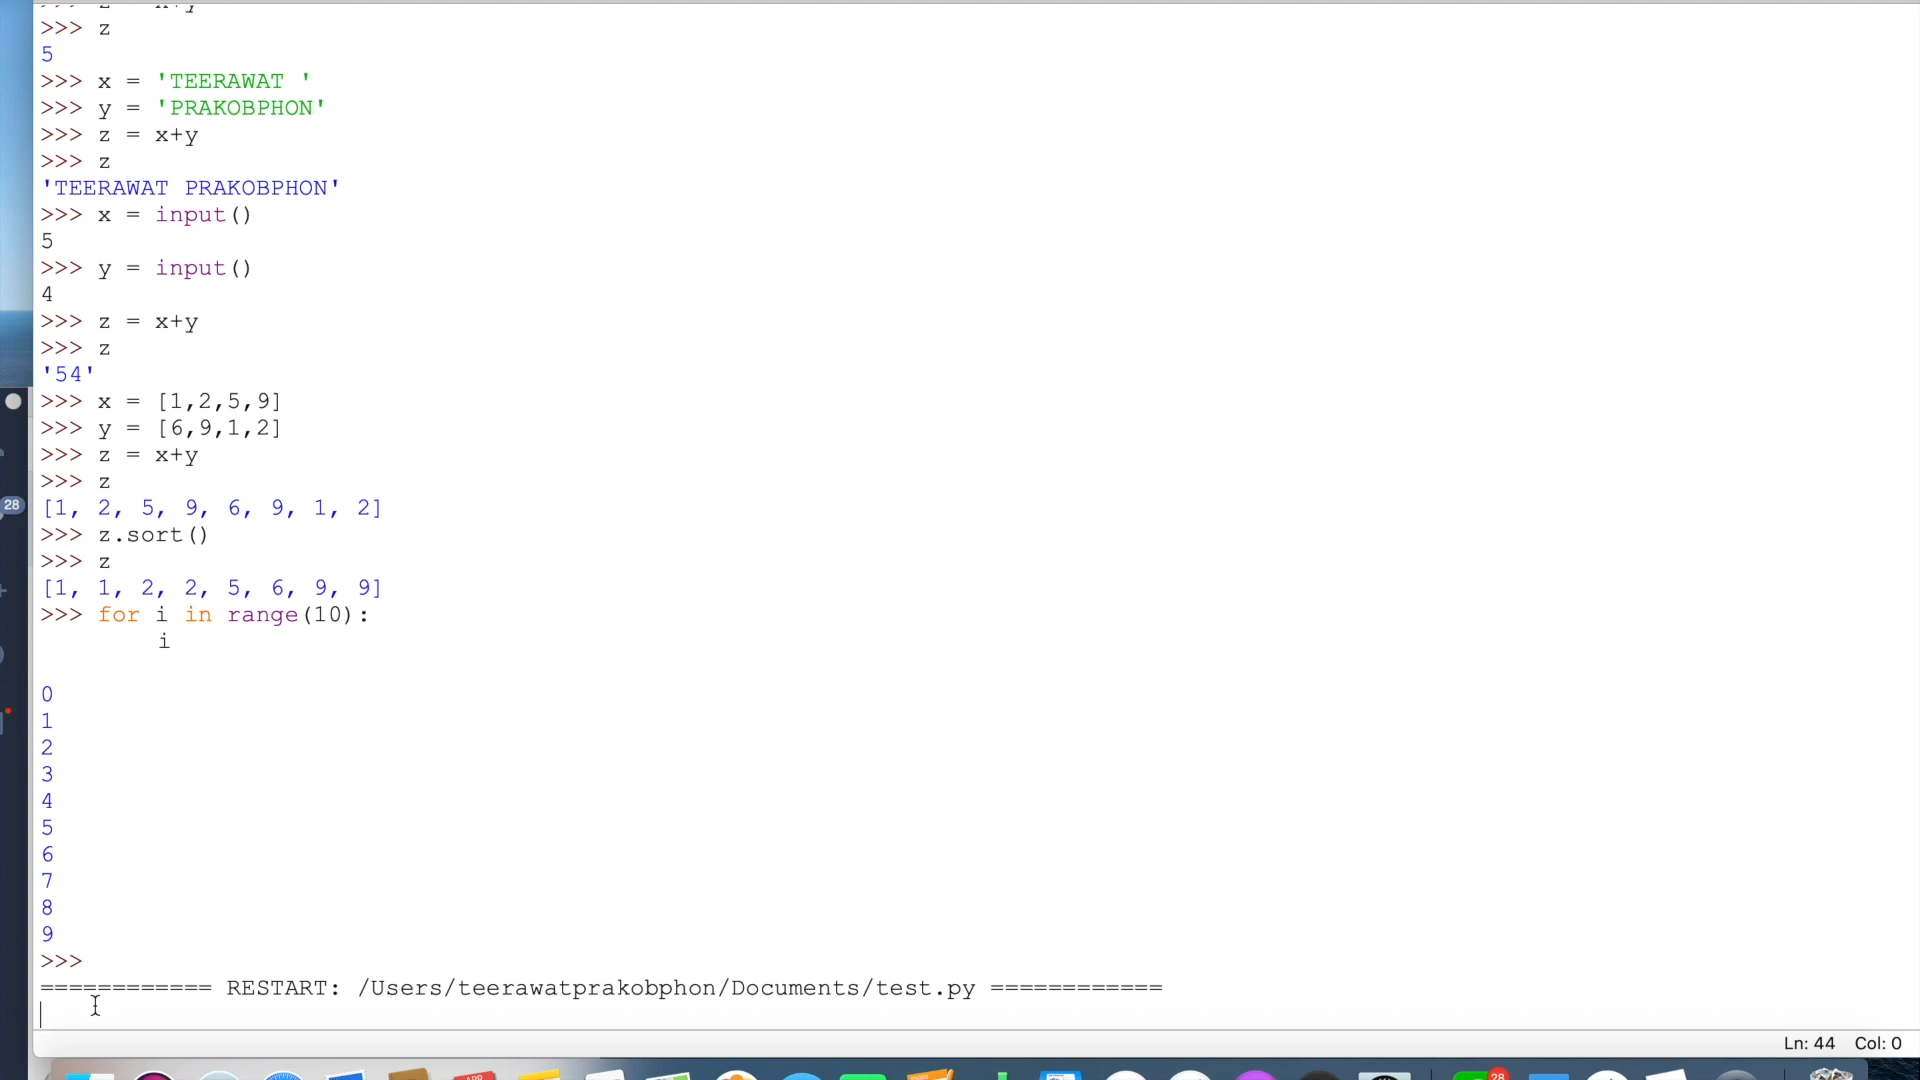 >>> z = x+y
>>> z
5
>>> x = 'TEERAWAT '
>>> y = 'PRAKOBPHON'
>>> z = x+y
>>> z
'TEERAWAT PRAKOBPHON'
>>> x = input()
5
>>> y = input()
4
>>> z = x+y
>>> z
'54'
>>> x = [1,2,5,9]
>>> y = [6,9,1,2]
>>> z = x+y
>>> z
[1, 2, 5, 9, 6, 9, 1, 2]
>>> z.sort()
>>> z
[1, 1, 2, 2, 5, 6, 9, 9]
>>> for i in range(10):
        i

0
1
2
3
4
5
6
7
8
9
>>>
============ RESTART: /Users/teerawatprakobphon/Documents/test.py ============
Ln: 44 Col: 0
28
APR
28